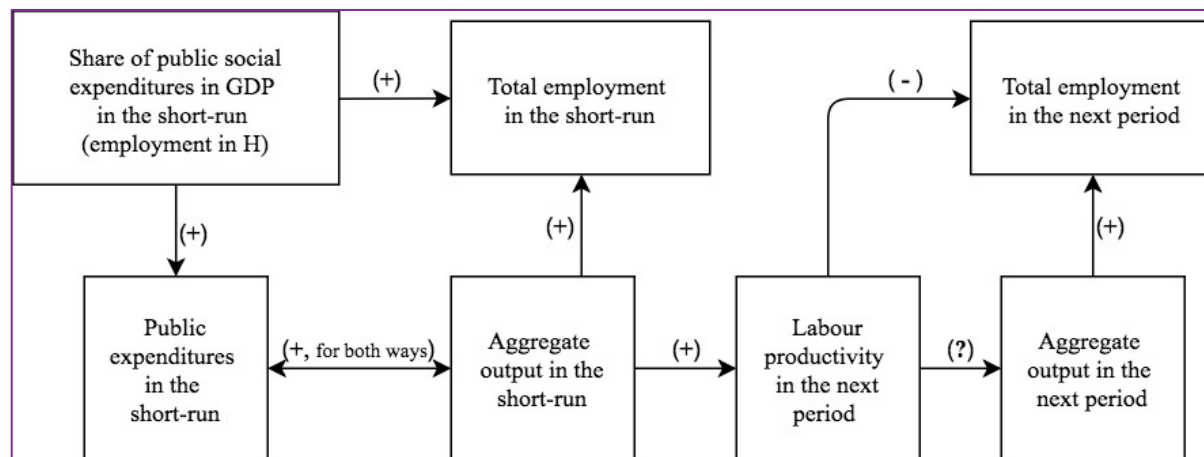 Share of public social
expenditures in GDP
in the short-run
(employment in H)
(+)
Total employment
in the short-run
(-)
Total employment
in the next period
(+)
(+)
(+)
Public
expenditures
in the
short-run
(+, for both ways)
Aggregate
output in the
short-run
(+)
Labour
productivity
in the next
period
(?)
Aggregate
output in the
next period